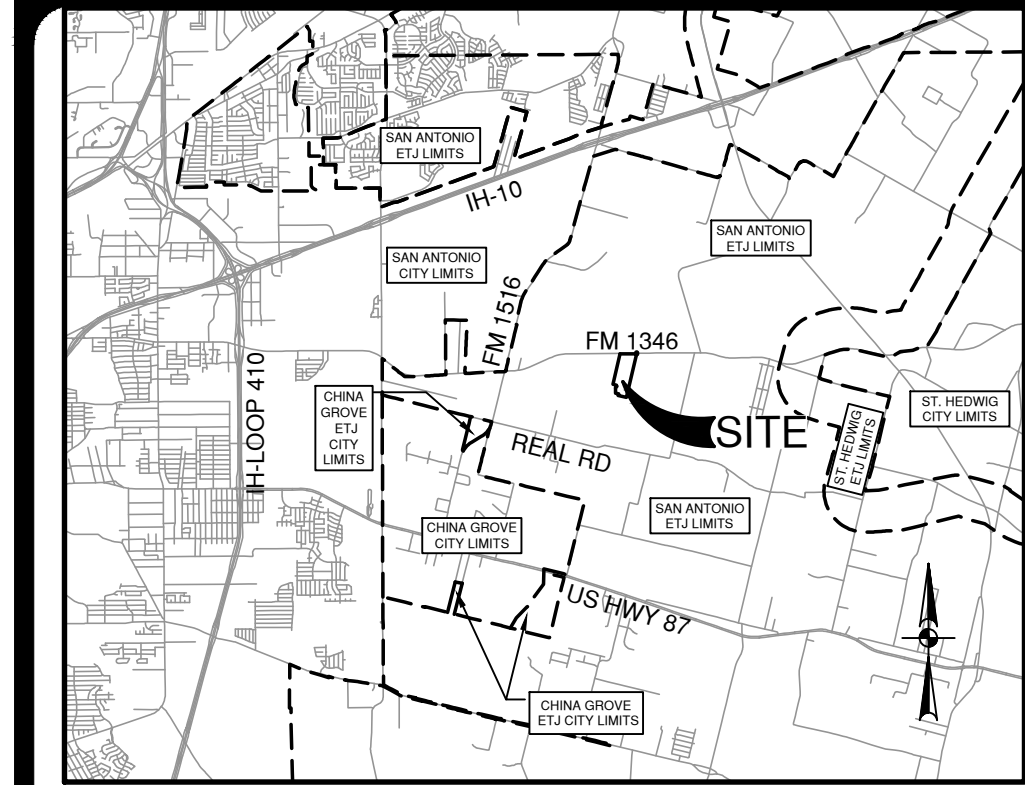 SAN ANTONIO
ETJ LIMITS
IH-10
SAN ANTONIO
ETJ LIMITS
SAN ANTONIO
CITY LIMITS
FM 1516
FM 1346
IH-LOOP 410
CHINA
GROVE
ETJ
CITY
LIMITS
ST. HEDWIG
CITY LIMITS
SITE
ST. HEDWIG
ETJ LIMITS
REAL RD
SAN ANTONIO
ETJ LIMITS
CHINA GROVE
CITY LIMITS
US HWY 87
CHINA GROVE
ETJ CITY LIMITS